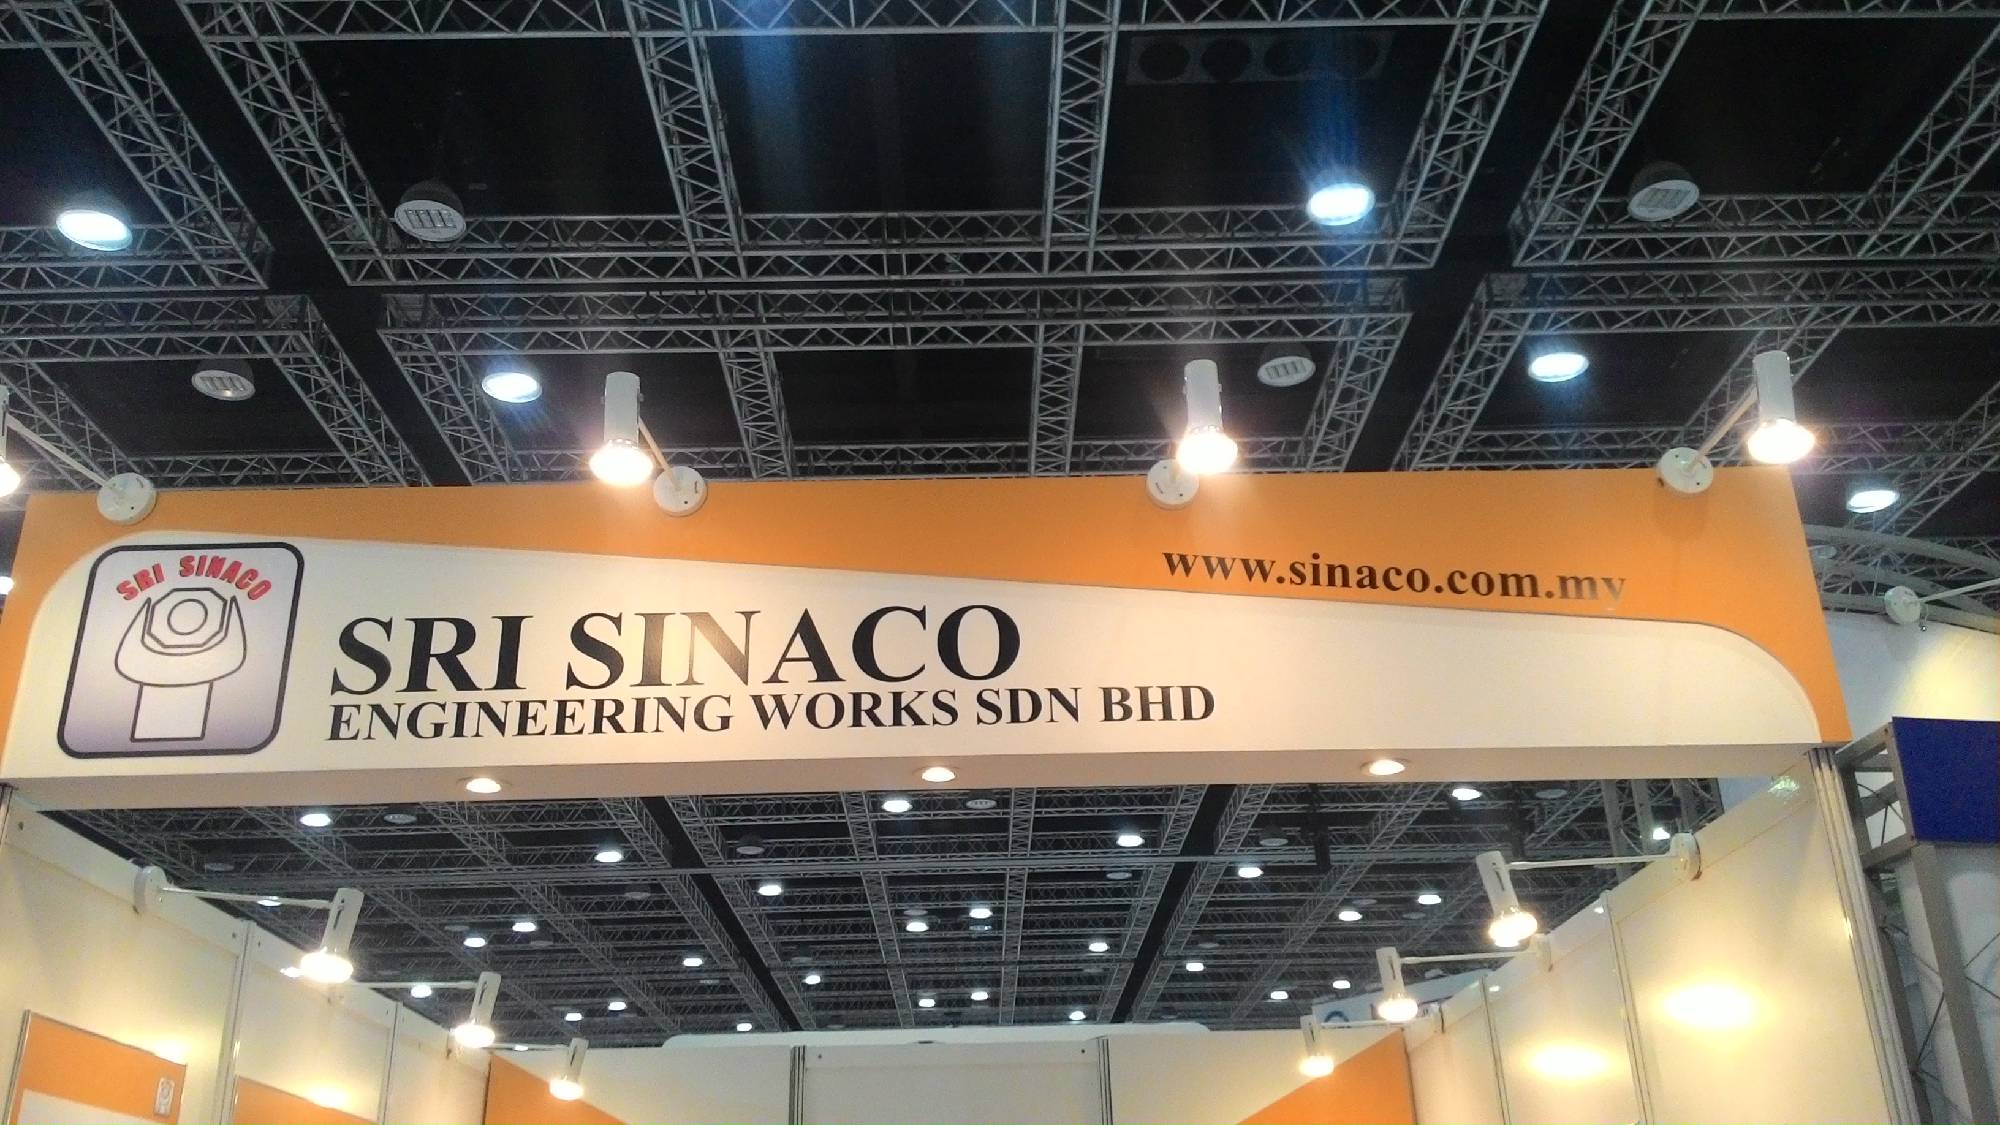 www.sinaco.com.my
SRI SINACO
SRI SINACO
ENGINEERING WORKS SDN BHD